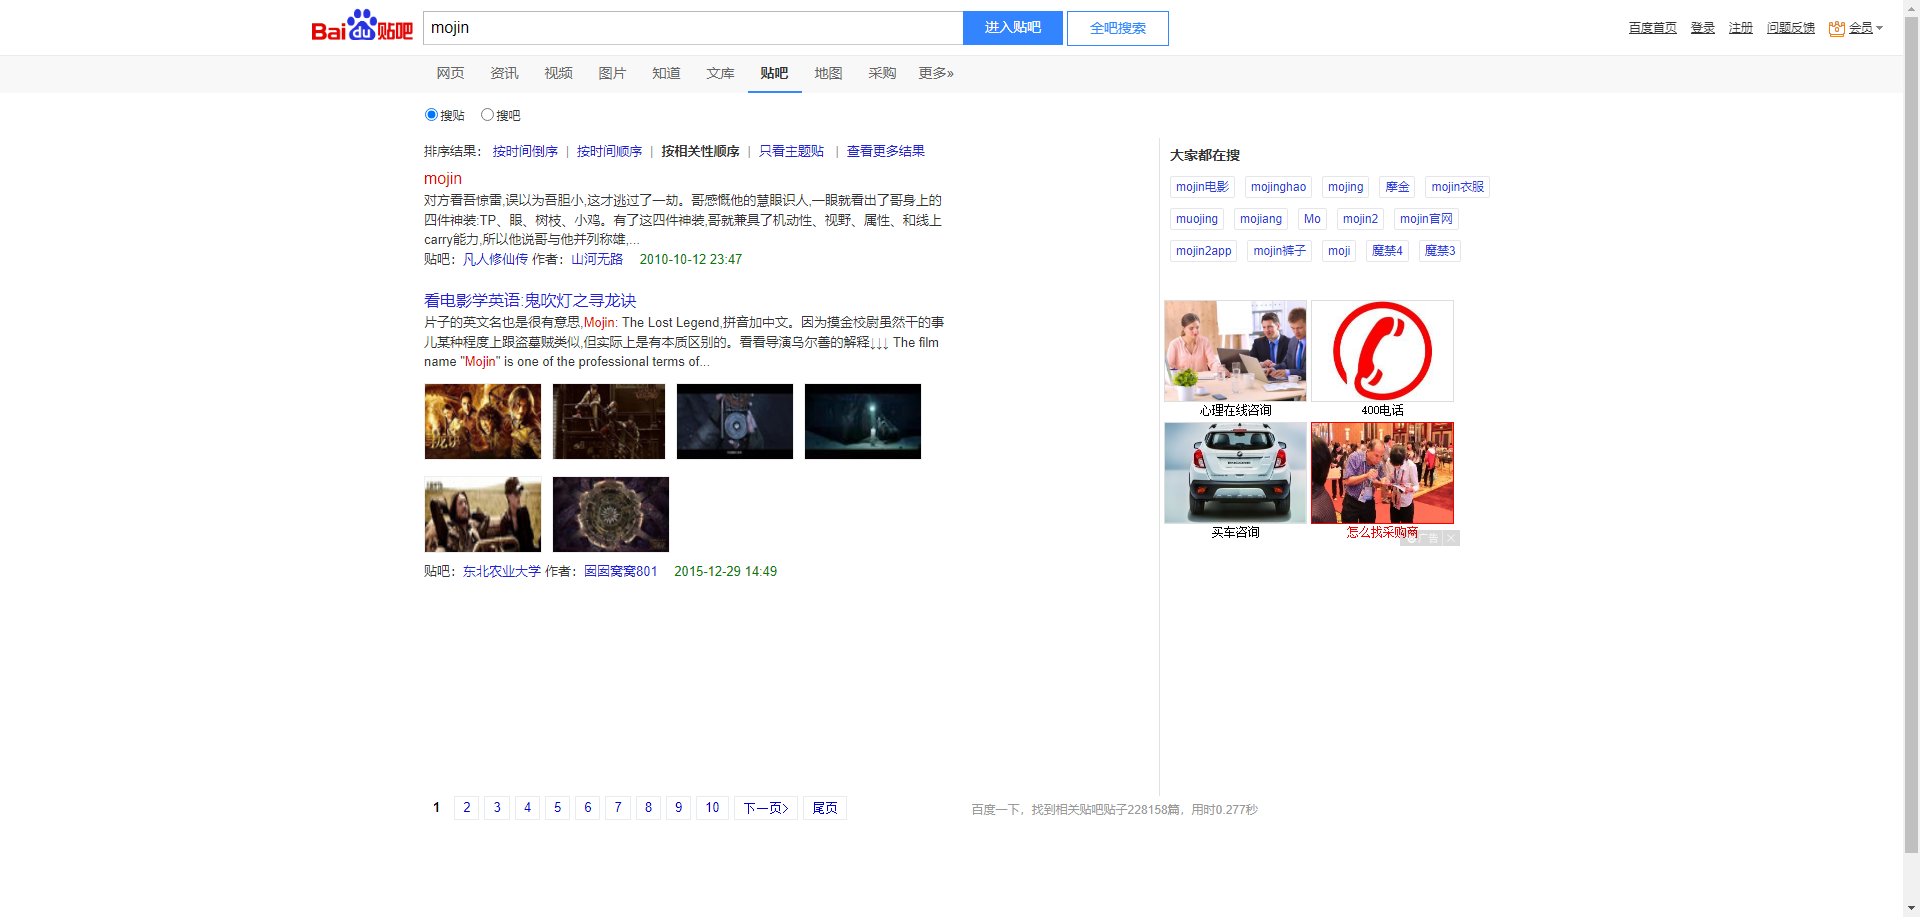 Bai du 贴吧
mojin
进入贴吧
全吧搜索
百度首页 登录 注册 问题反馈 会员
网页 资讯 视频 图片 知道 文库 贴吧 地图 采购 更多»
搜贴 搜吧
排序结果： 按时间倒序 | 按时间顺序 | 按相关性顺序 | 只看主题贴 | 查看更多结果
mojin
对方看吾惊雷,误以为吾胆小,这才逃过了一劫。哥感慨他的慧眼识人,一眼就看出了哥身上的
四件神装:TP、眼、树枝、小鸡。有了这四件神装,哥就兼具了机动性、视野、属性、和线上
carry能力,所以他说哥与他并列称雄,...
贴吧：凡人修仙传 作者：山河无路 2010-10-12 23:47
看电影学英语:鬼吹灯之寻龙诀
片子的英文名也是很有意思,Mojin: The Lost Legend,拼音加中文。因为摸金校尉虽然干的事
儿某种程度上跟盗墓贼类似,但实际上是有本质区别的。看看导演乌尔善的解释↓↓↓ The film
name "Mojin" is one of the professional terms of...
贴吧：东北农业大学 作者：囡囡窝窝801 2015-12-29 14:49
大家都在搜
mojin电影 mojinghao mojing 摩金 mojin衣服
muojing mojiang Mo mojin2 mojin官网
mojin2app mojin裤子 moji 魔禁4 魔禁3
心理在线咨询 400电话
买车咨询 怎么找采购商
广告
1 2 3 4 5 6 7 8 9 10 下一页> 尾页
百度一下，找到相关贴吧贴子228158篇，用时0.277秒